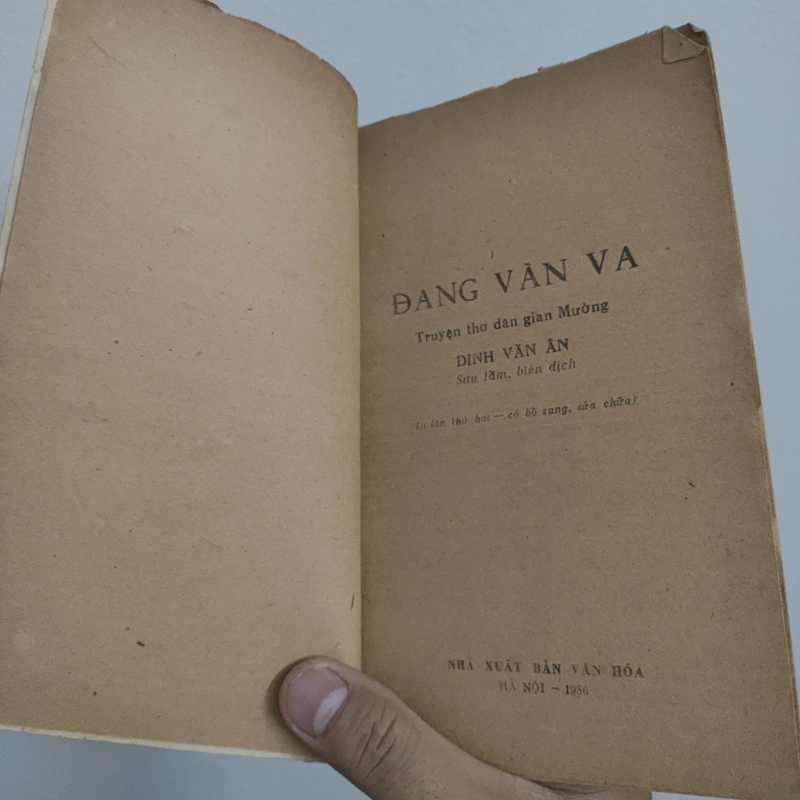 ĐANG VẦN VA
Truyện thơ dân gian Mường
ĐINH VĂN ÂN
Sưu tầm, biên dịch
(In lần thứ hai — có bổ sung, sửa chữa)
NHÀ XUẤT BẢN VĂN HÓA
HÀ NỘI — 1986